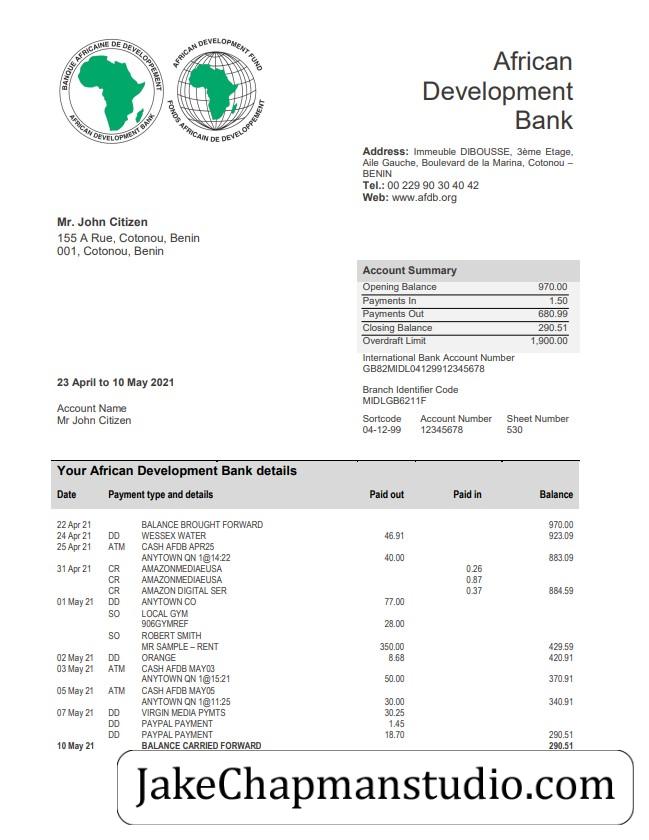 BANQUE AFRICAINE DE DEVELOPPEMENT
AFRICAN DEVELOPMENT BANK
AFRICAN DEVELOPMENT FUND
FONDS AFRICAIN DE DEVELOPPEMENT
African
Development
Bank
Address: Immeuble DIBOUSSE, 3ème Etage,
Aile Gauche, Boulevard de la Marina, Cotonou –
BENIN
Tel.: 00 229 90 30 40 42
Web: www.afdb.org
Mr. John Citizen
155 A Rue, Cotonou, Benin
001, Cotonou, Benin
Account Summary
Opening Balance 970.00
Payments In 1.50
Payments Out 680.99
Closing Balance 290.51
Overdraft Limit 1,900.00
International Bank Account Number
GB82MIDL04129912345678
23 April to 10 May 2021
Branch Identifier Code
MIDLGB6211F
Account Name
Mr John Citizen
Sortcode Account Number Sheet Number
04-12-99 12345678 530
Your African Development Bank details
Date Payment type and details Paid out Paid in Balance
22 Apr 21 BALANCE BROUGHT FORWARD 970.00
24 Apr 21 DD WESSEX WATER 46.91 923.09
25 Apr 21 ATM CASH AFDB APR25
ANYTOWN QN 1@14:22 40.00 883.09
31 Apr 21 CR AMAZONMEDIAEUSA 0.26
CR AMAZONMEDIAEUSA 0.87
CR AMAZON DIGITAL SER 0.37 884.59
01 May 21 DD ANYTOWN CO 77.00
SO LOCAL GYM
906GYMREF 28.00
SO ROBERT SMITH
MR SAMPLE – RENT 350.00 429.59
02 May 21 DD ORANGE 8.68 420.91
03 May 21 ATM CASH AFDB MAY03
ANYTOWN QN 1@15:21 50.00 370.91
05 May 21 ATM CASH AFDB MAY05
ANYTOWN QN 1@11:25 30.00 340.91
07 May 21 DD VIRGIN MEDIA PYMTS 30.25
DD PAYPAL PAYMENT 1.45
DD PAYPAL PAYMENT 18.70 290.51
10 May 21 BALANCE CARRIED FORWARD 290.51
JakeChapmanstudio.com